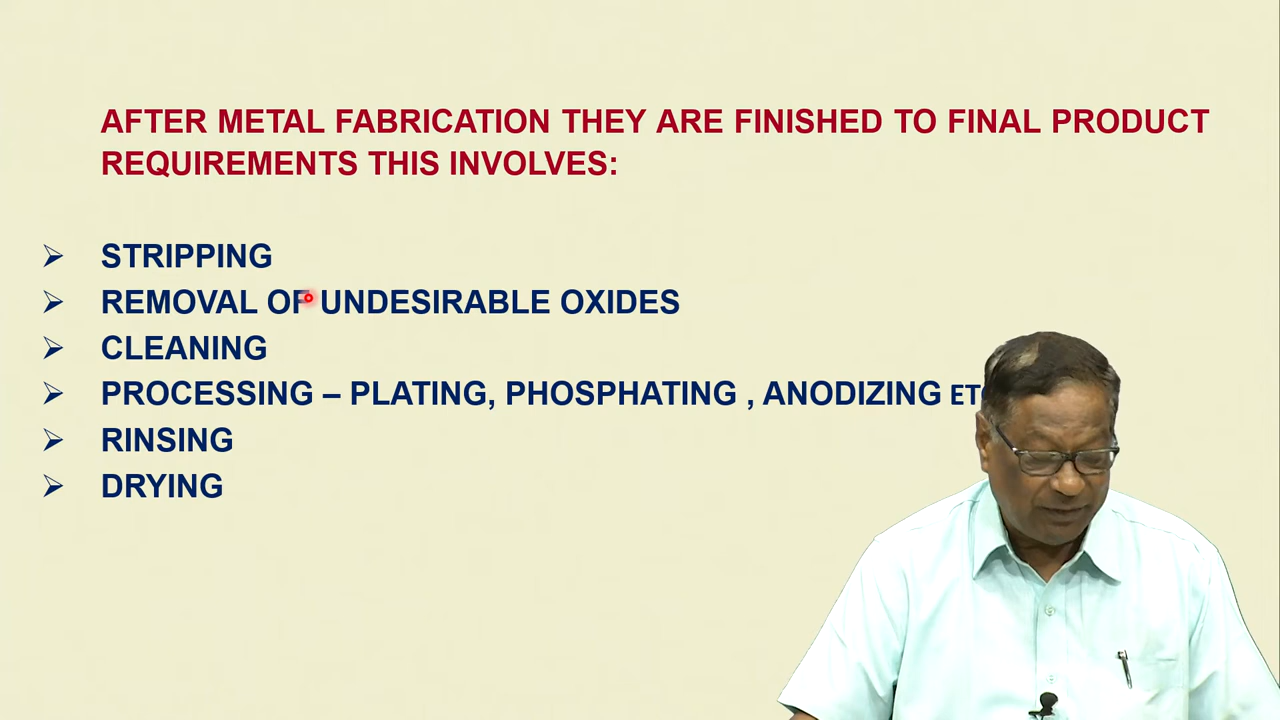 AFTER METAL FABRICATION THEY ARE FINISHED TO FINAL PRODUCT
REQUIREMENTS THIS INVOLVES:
STRIPPING
REMOVAL OF UNDESIRABLE OXIDES
CLEANING
PROCESSING – PLATING, PHOSPHATING , ANODIZING ETC
RINSING
DRYING